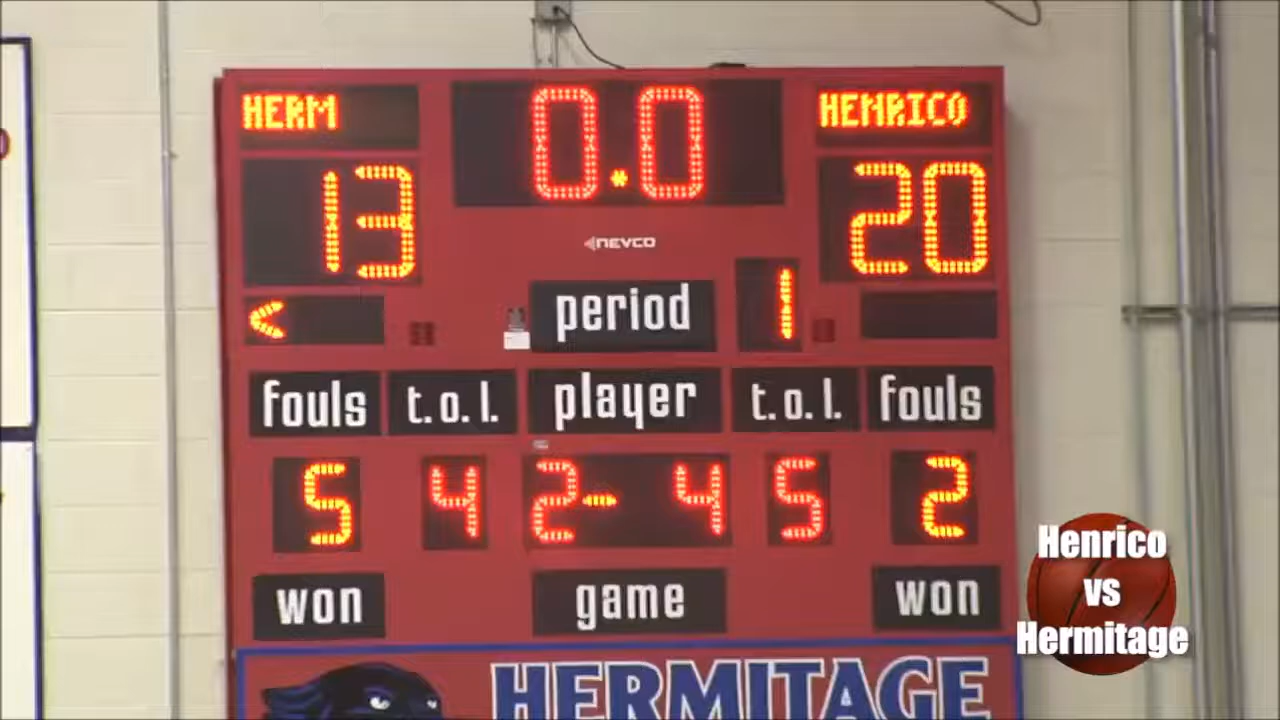 HERM 0.0 HENRICO
13 20
NEVCO
< period 1
fouls t.o.l. player t.o.l. fouls
5 4 2- 4 5 2
won game won
HERMITAGE
Henrico
vs
Hermitage